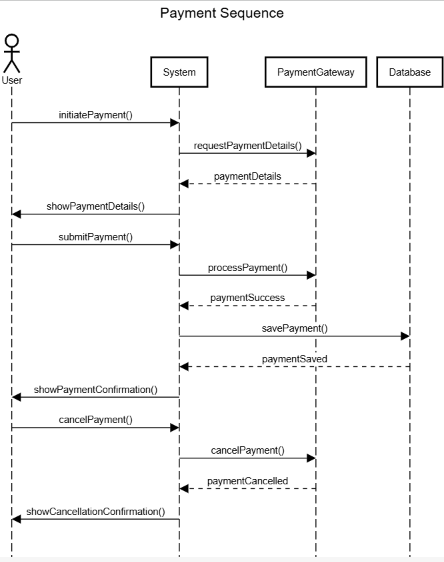 Payment Sequence
User
System
PaymentGateway
Database
initiatePayment()
requestPaymentDetails()
paymentDetails
showPaymentDetails()
submitPayment()
processPayment()
paymentSuccess
savePayment()
paymentSaved
showPaymentConfirmation()
cancelPayment()
cancelPayment()
paymentCancelled
showCancellationConfirmation()